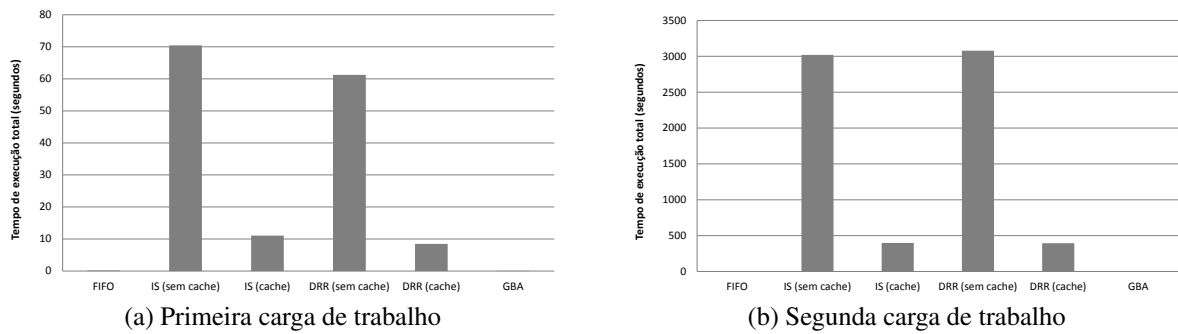 Tempo de execução total (segundos)
80
70
60
50
40
30
20
10
0
FIFO
IS (sem cache)
IS (cache)
DRR (sem cache)
DRR (cache)
GBA
(a) Primeira carga de trabalho
Tempo de execução total (segundos)
3500
3000
2500
2000
1500
1000
500
0
FIFO
IS (sem cache)
IS (cache)
DRR (sem cache)
DRR (cache)
GBA
(b) Segunda carga de trabalho